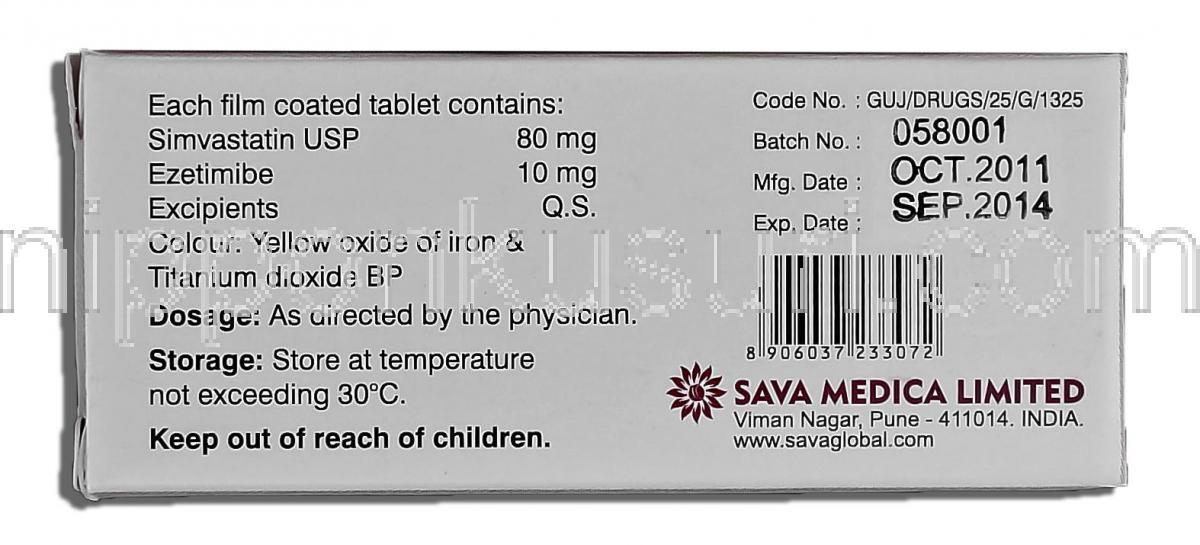 Each film coated tablet contains:
Simvastatin USP 80 mg
Ezetimibe 10 mg
Excipients Q.S.
Colour: Yellow oxide of iron &
Titanium dioxide BP
Dosage: As directed by the physician.
Storage: Store at temperature
not exceeding 30°C.
Keep out of reach of children.
Code No. : GUJ/DRUGS/25/G/1325
Batch No. : 058001
Mfg. Date : OCT.2011
Exp. Date : SEP.2014
8 906037 233072
SAVA MEDICA LIMITED
Viman Nagar, Pune - 411014. INDIA.
www.savaglobal.com
nipponkusuri.com